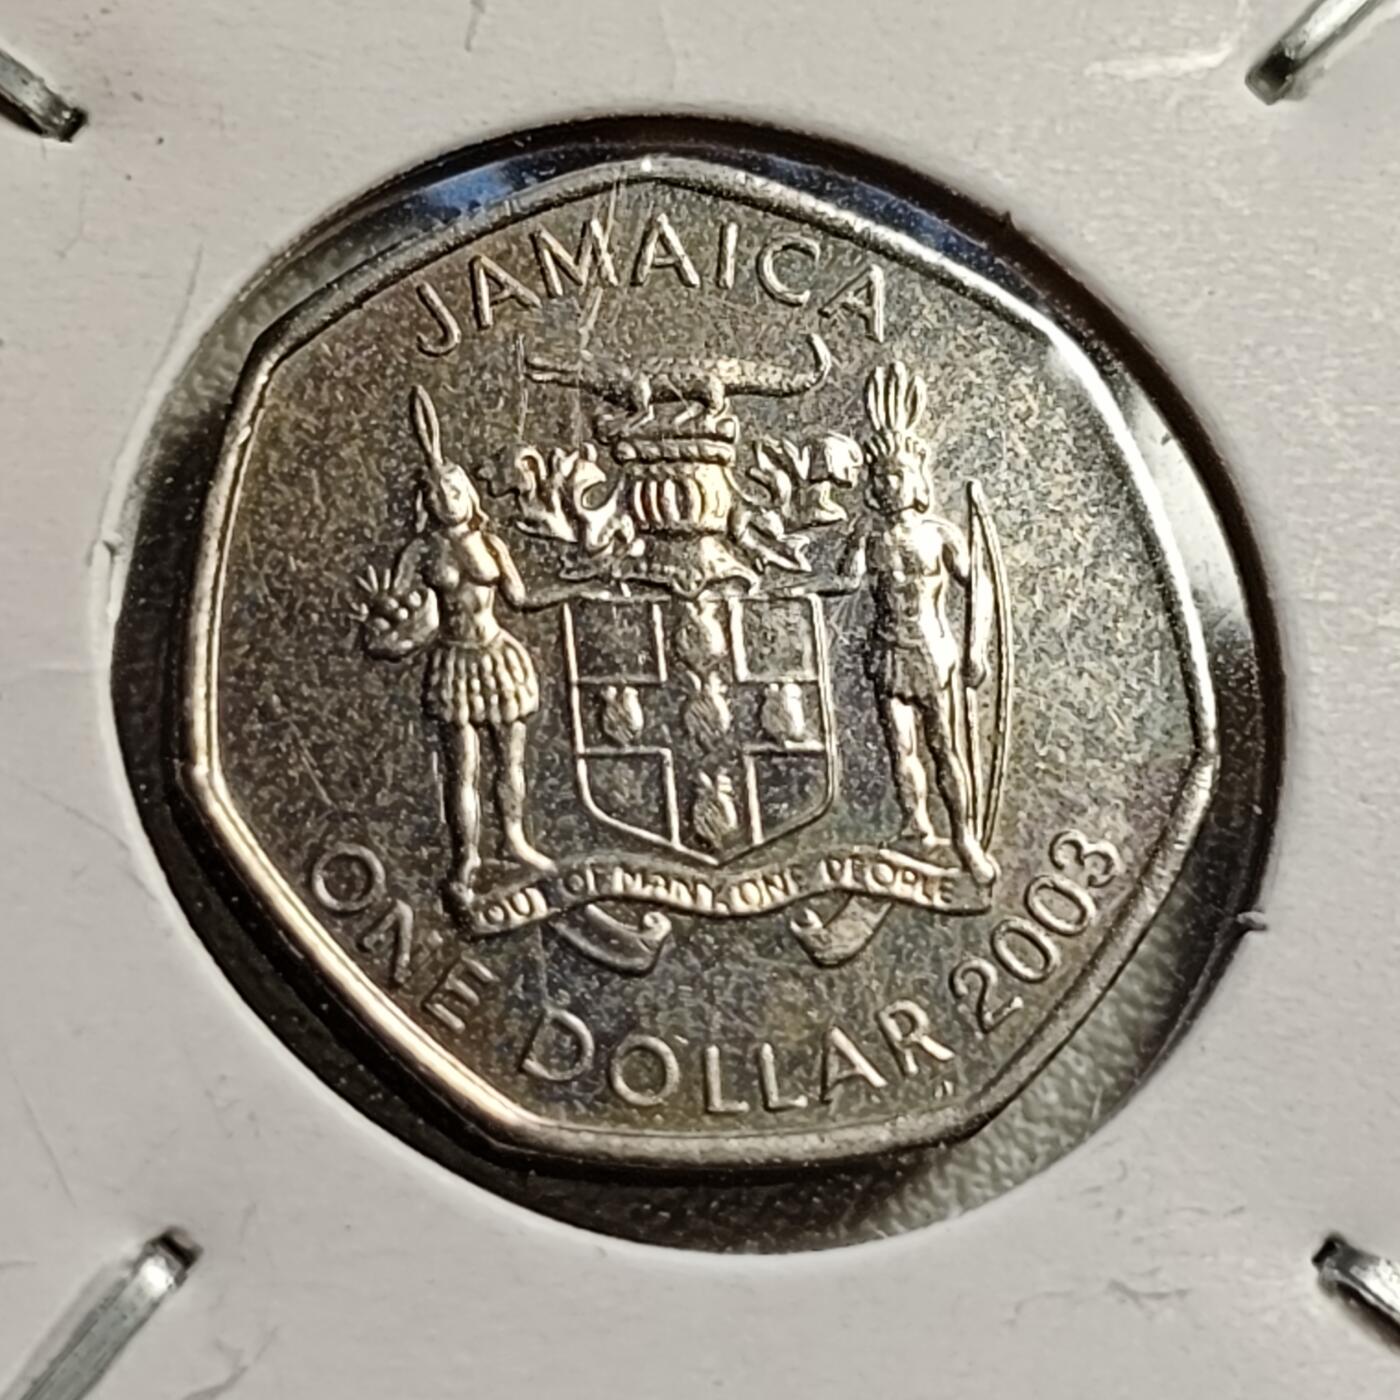 JAMAICA
OUT OF MANY, ONE PEOPLE
ONE DOLLAR 2003